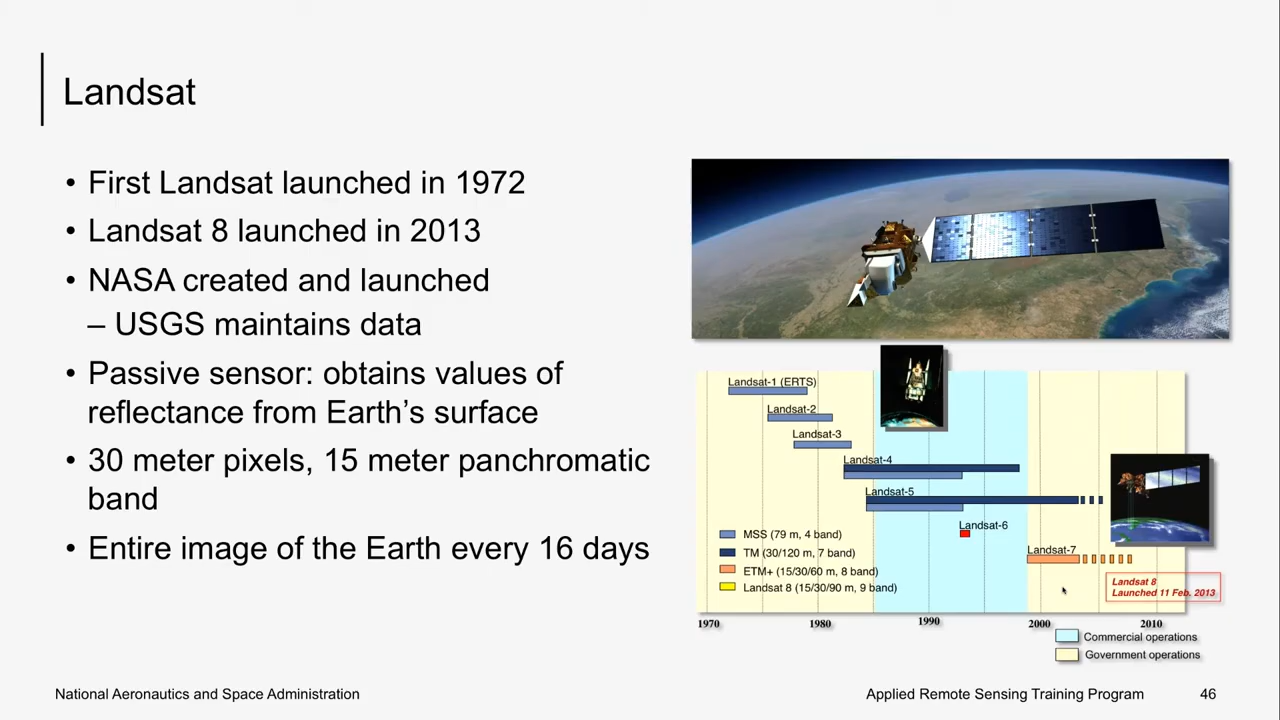 Landsat
• First Landsat launched in 1972
• Landsat 8 launched in 2013
• NASA created and launched
– USGS maintains data
• Passive sensor: obtains values of
reflectance from Earth’s surface
• 30 meter pixels, 15 meter panchromatic
band
• Entire image of the Earth every 16 days
Landsat-1 (ERTS)
Landsat-2
Landsat-3
Landsat-4
Landsat-5
Landsat-6
Landsat-7
MSS (79 m, 4 band)
TM (30/120 m, 7 band)
ETM+ (15/30/60 m, 8 band)
Landsat 8 (15/30/90 m, 9 band)
Landsat 8
Launched 11 Feb. 2013
1970 1980 1990 2000 2010
Commercial operations
Government operations
National Aeronautics and Space Administration
Applied Remote Sensing Training Program
46